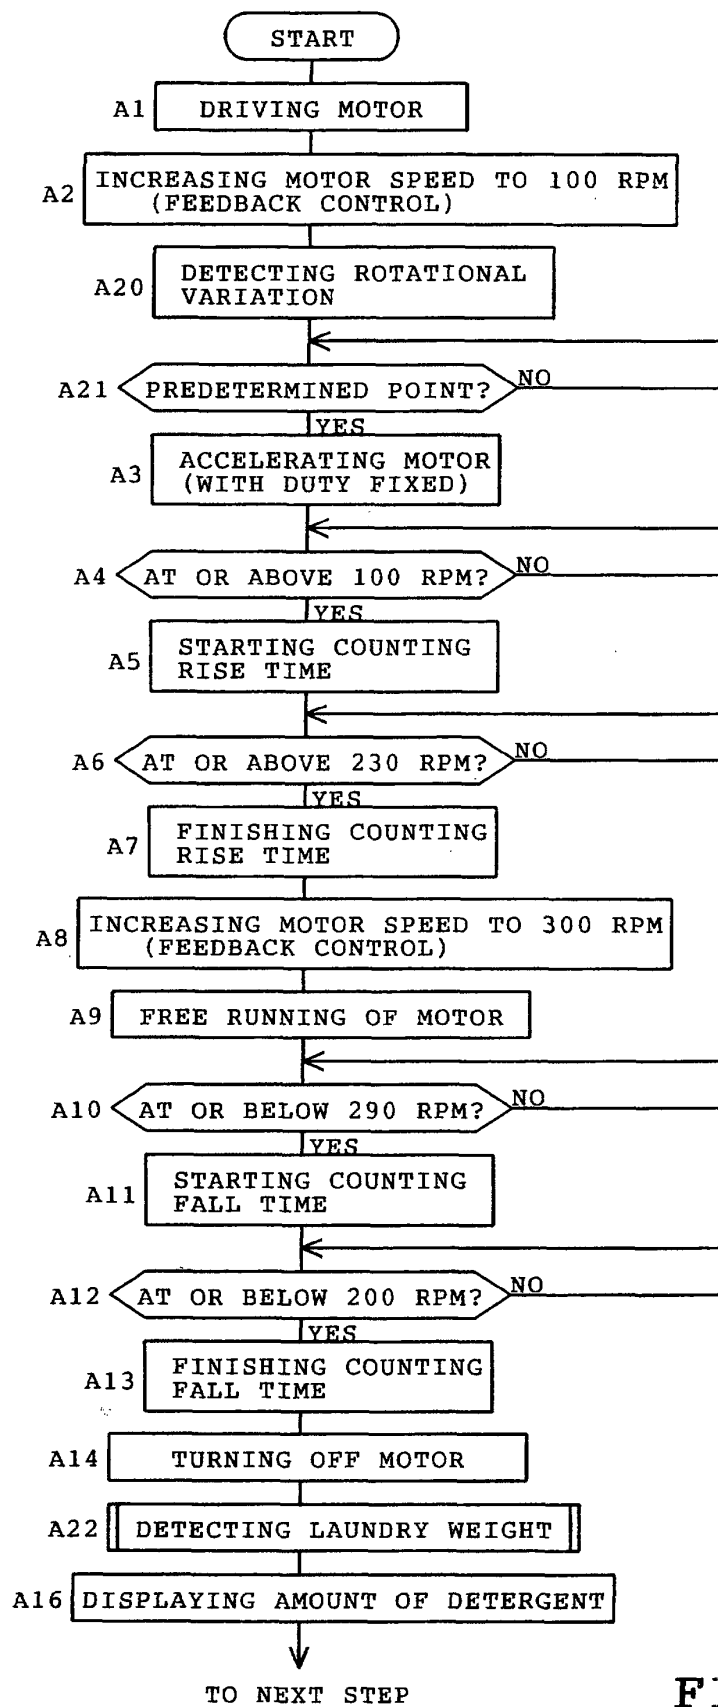 START
A1 DRIVING MOTOR
A2 INCREASING MOTOR SPEED TO 100 RPM
(FEEDBACK CONTROL)
A20 DETECTING ROTATIONAL
VARIATION
A21 PREDETERMINED POINT? NO
YES
A3 ACCELERATING MOTOR
(WITH DUTY FIXED)
A4 AT OR ABOVE 100 RPM? NO
YES
A5 STARTING COUNTING
RISE TIME
A6 AT OR ABOVE 230 RPM? NO
YES
A7 FINISHING COUNTING
RISE TIME
A8 INCREASING MOTOR SPEED TO 300 RPM
(FEEDBACK CONTROL)
A9 FREE RUNNING OF MOTOR
A10 AT OR BELOW 290 RPM? NO
YES
A11 STARTING COUNTING
FALL TIME
A12 AT OR BELOW 200 RPM? NO
YES
A13 FINISHING COUNTING
FALL TIME
A14 TURNING OFF MOTOR
A22 DETECTING LAUNDRY WEIGHT
A16 DISPLAYING AMOUNT OF DETERGENT
TO NEXT STEP